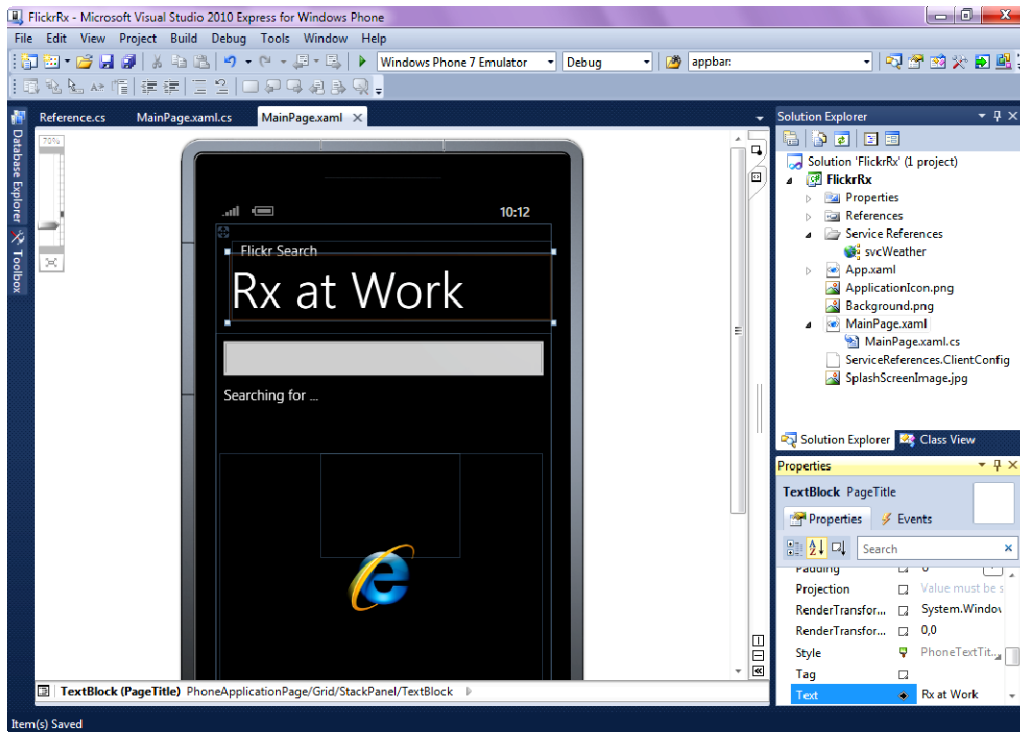 FlickrRx - Microsoft Visual Studio 2010 Express for Windows Phone
File Edit View Project Build Debug Tools Window Help
Windows Phone 7 Emulator Debug appbar:
Reference.cs MainPage.xaml.cs MainPage.xaml
Database Explorer
Toolbox
70%
10:12
Flickr Search
Rx at Work
Searching for ...
TextBlock (PageTitle) PhoneApplicationPage/Grid/StackPanel/TextBlock
Item(s) Saved
Solution Explorer
Solution 'FlickrRx' (1 project)
FlickrRx
Properties
References
Service References
svcWeather
App.xaml
ApplicationIcon.png
Background.png
MainPage.xaml
MainPage.xaml.cs
ServiceReferences.ClientConfig
SplashScreenImage.jpg
Solution Explorer Class View
Properties
TextBlock PageTitle
Properties Events
Search
Padding 0
Projection Value must be s
RenderTransfor... System.Window
RenderTransfor... 0,0
Style PhoneTextTit...
Tag
Text Rx at Work